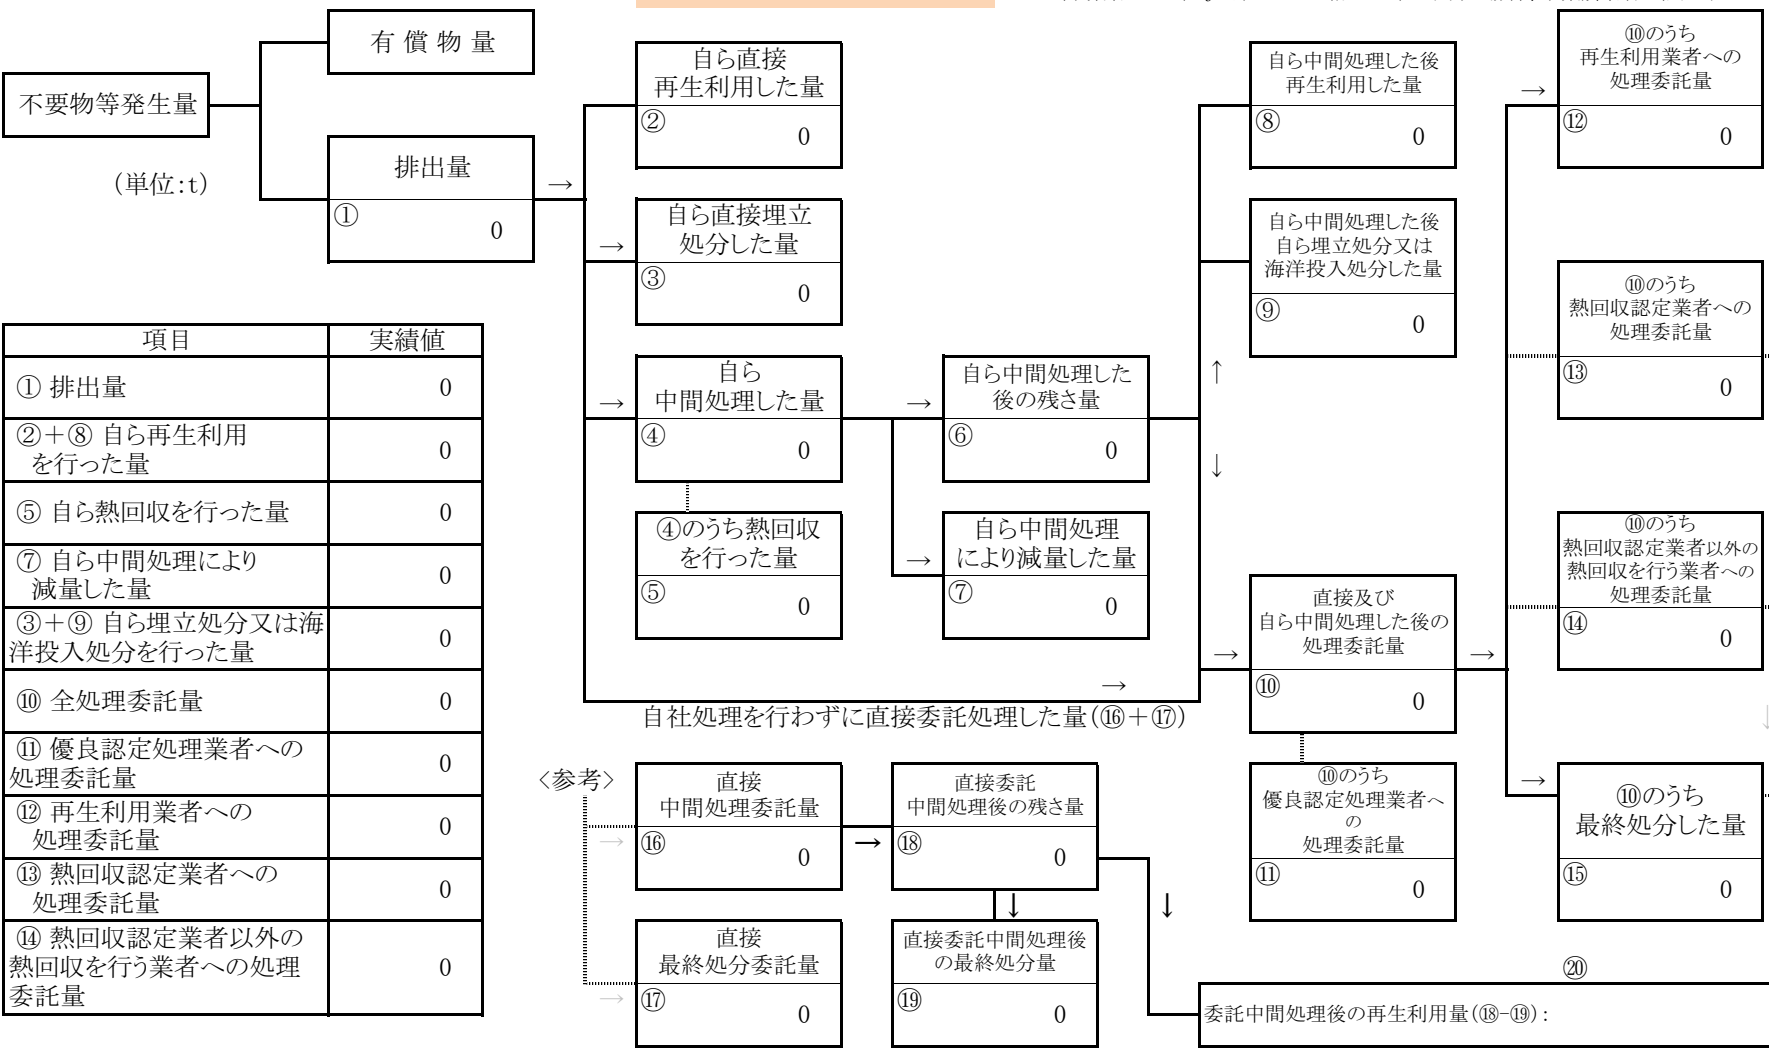 有 償 物 量
不要物等発生量
(単位:t)
排出量
①
0
→
自ら直接
再生利用した量
②
0
→
自ら直接埋立
処分した量
③
0
→
自ら
中間処理した量
④
0
④のうち熱回収
を行った量
⑤
0
→
自ら中間処理した
後の残さ量
⑥
0
→
自ら中間処理
により減量した量
⑦
0
自ら中間処理した後
再生利用した量
⑧
0
自ら中間処理した後
自ら埋立処分又は
海洋投入処分した量
⑨
0
↑
↓
→
直接及び
自ら中間処理した後の
処理委託量
⑩
0
→
⑩のうち
優良認定処理業者へ
の
処理委託量
⑪
0
→
⑩のうち
再生利用業者への
処理委託量
⑫
0
⑩のうち
熱回収認定業者への
処理委託量
⑬
0
⑩のうち
熱回収認定業者以外の
熱回収を行う業者への
処理委託量
⑭
0
↓
→
⑩のうち
最終処分した量
⑮
0
→
自社処理を行わずに直接委託処理した量(⑯+⑰)
<参考>
→
直接
中間処理委託量
⑯
0
→
直接委託
中間処理後の残さ量
⑱
0
↓
↓
→
直接
最終処分委託量
⑰
0
直接委託中間処理後
の最終処分量
⑲
0
⑳
委託中間処理後の再生利用量(⑱-⑲):
項目 実績値
① 排出量 0
②+⑧ 自ら再生利用
を行った量 0
⑤ 自ら熱回収を行った量 0
⑦ 自ら中間処理により
減量した量 0
③+⑨ 自ら埋立処分又は海
洋投入処分を行った量 0
⑩ 全処理委託量 0
⑪ 優良認定処理業者への
処理委託量 0
⑫ 再生利用業者への
処理委託量 0
⑬ 熱回収認定業者への
処理委託量 0
⑭ 熱回収認定業者以外の
熱回収を行う業者への処理
委託量 0